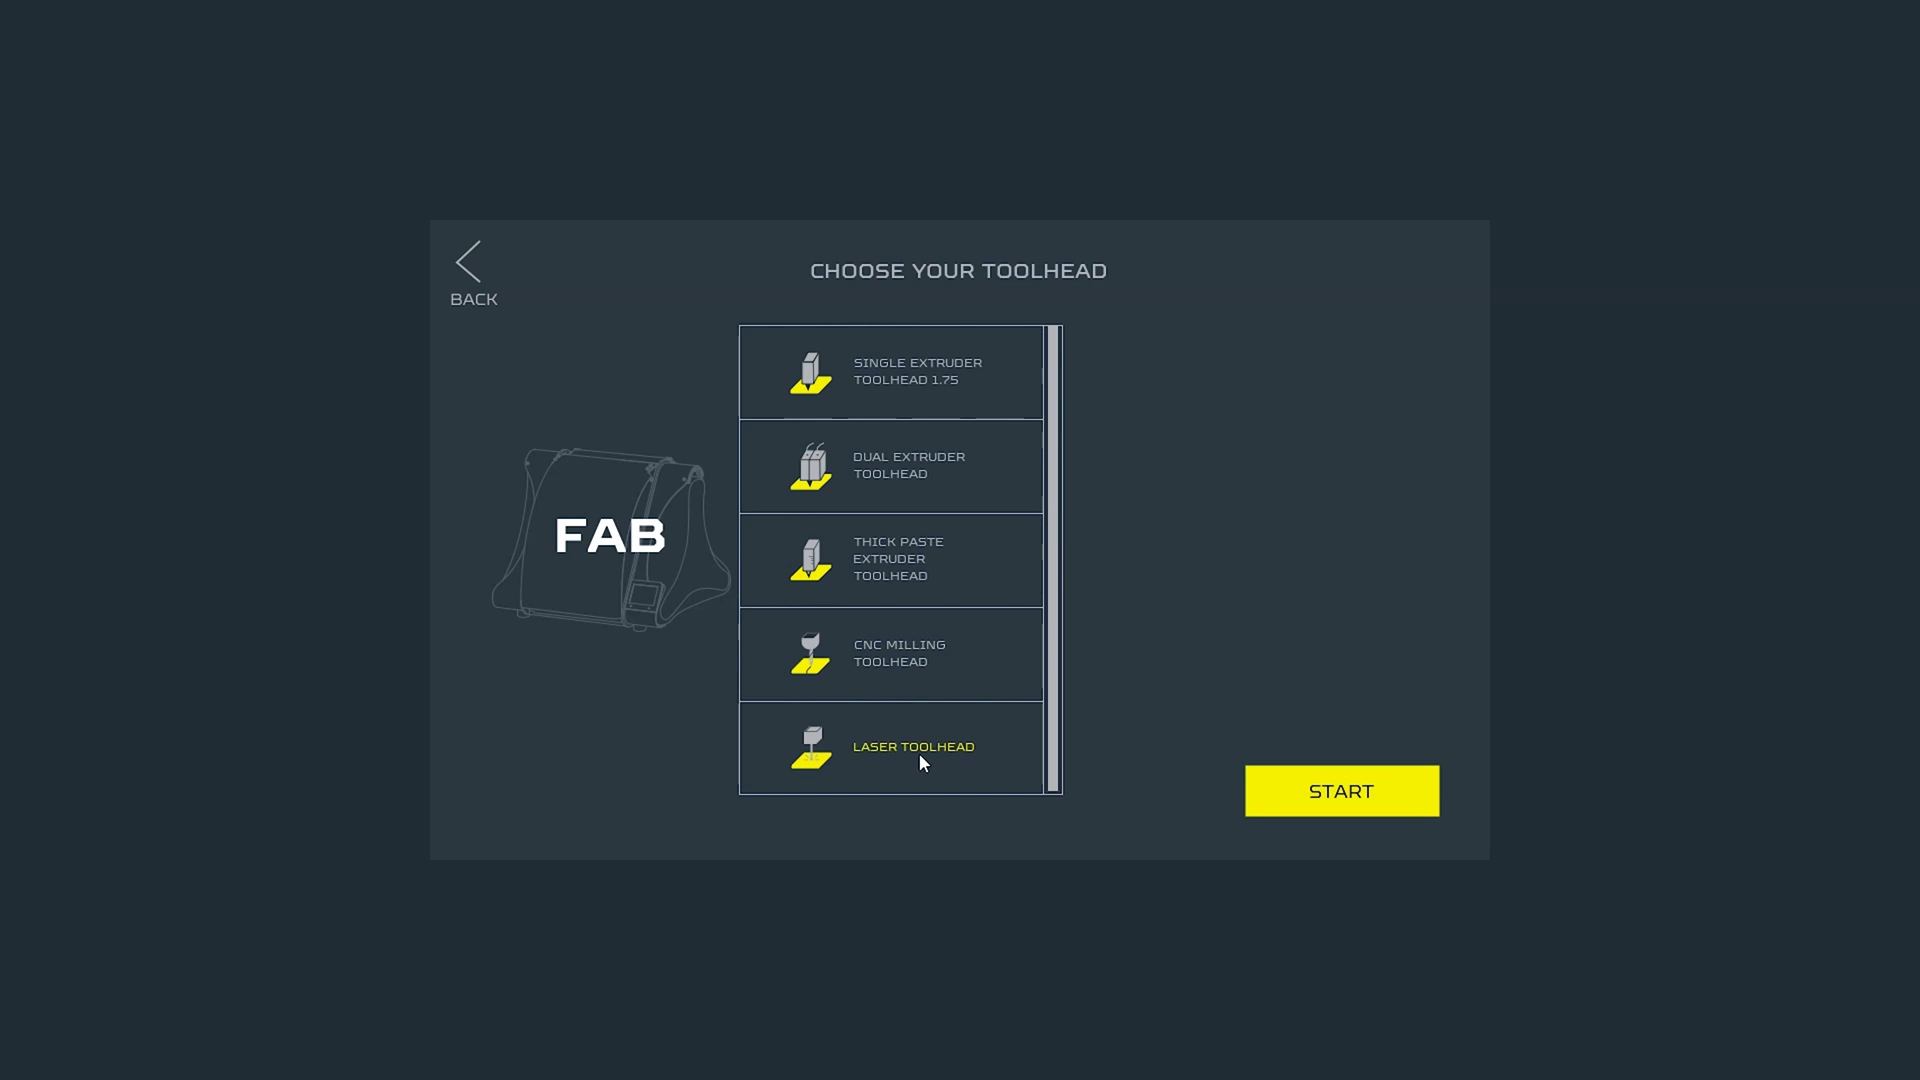 BACK
CHOOSE YOUR TOOLHEAD
SINGLE EXTRUDER
TOOLHEAD 1.75
DUAL EXTRUDER
TOOLHEAD
THICK PASTE
EXTRUDER
TOOLHEAD
CNC MILLING
TOOLHEAD
LASER TOOLHEAD
FAB
START